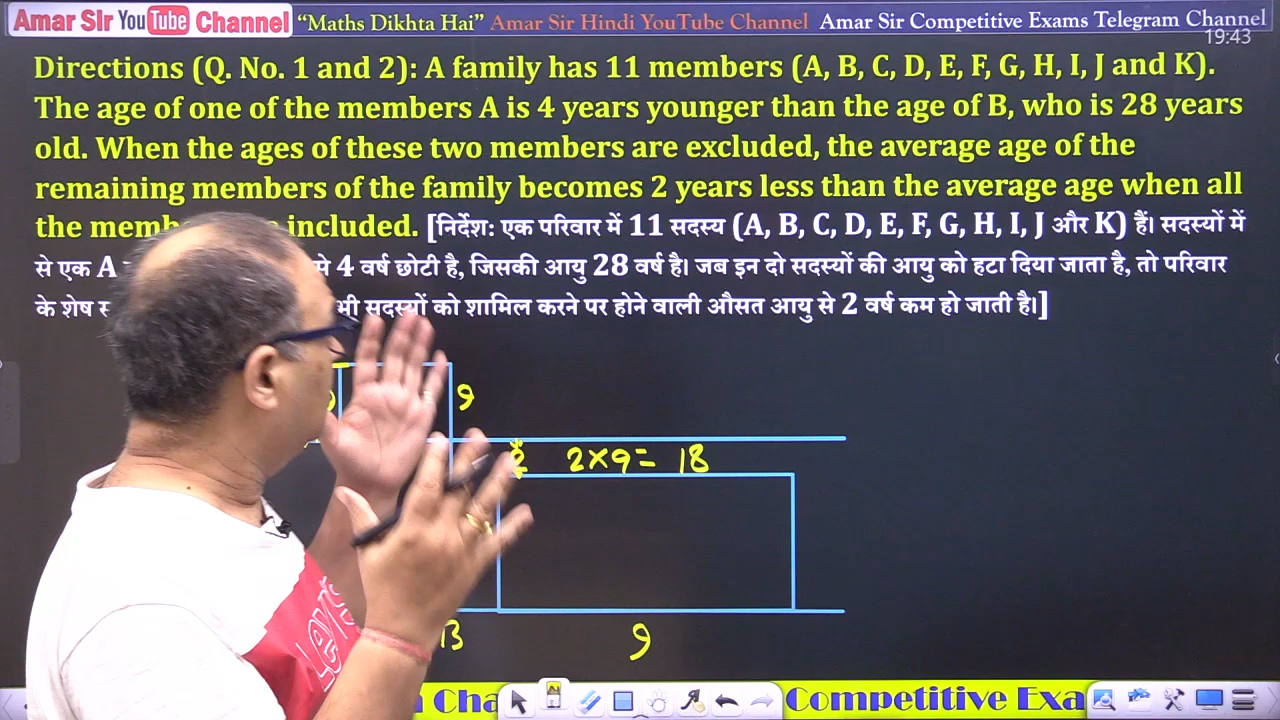 Amar SIr YouTube Channel "Maths Dikhta Hai" Amar Sir Hindi YouTube Channel Amar Sir Competitive Exams Telegram Channel
19:43
Directions (Q. No. 1 and 2): A family has 11 members (A, B, C, D, E, F, G, H, I, J and K).
The age of one of the members A is 4 years younger than the age of B, who is 28 years
old. When the ages of these two members are excluded, the average age of the
remaining members of the family becomes 2 years less than the average age when all
the included. [निर्देश: एक परिवार में 11 सदस्य (A, B, C, D, E, F, G, H, I, J और K) हैं। सदस्यों में
से एक A से 4 वर्ष छोटी है, जिसकी आयु 28 वर्ष है। जब इन दो सदस्यों की आयु को हटा दिया जाता है, तो परिवार
के शेष सदस्यों को शामिल करने पर होने वाली औसत आयु से 2 वर्ष कम हो जाती है।]
9
2 2×9= 18
B 9
Competitive Exa